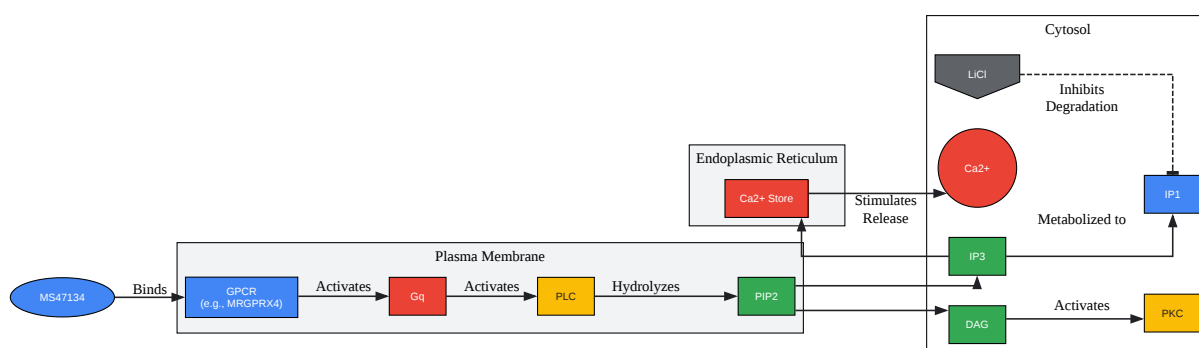 Cytosol
LiCl
Inhibits
Degradation
Endoplasmic Reticulum
Ca2+
Ca2+ Store
Stimulates
Release
IP1
Metabolized to
Plasma Membrane
IP3
MS47134
Binds
GPCR
(e.g., MRGPRX4)
Activates
Gq
Activates
PLC
Hydrolyzes
PIP2
DAG
Activates
PKC